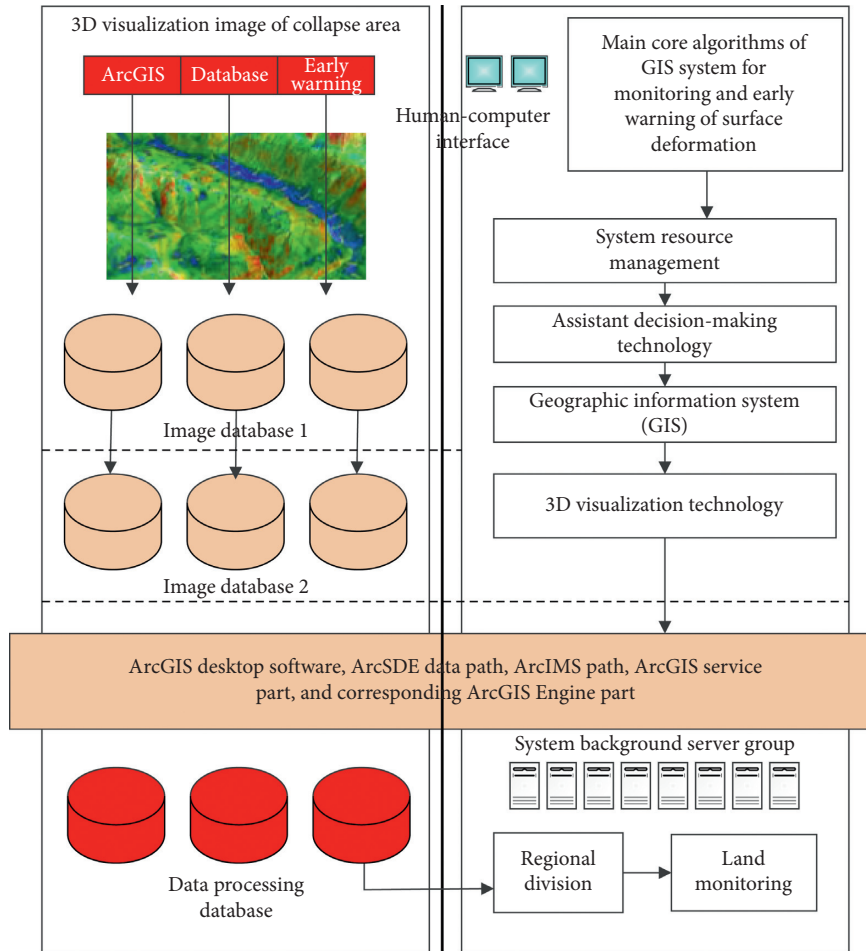 3D visualization image of collapse area
ArcGIS
Database
Early
warning
Image database 1
Image database 2
Human-computer
interface
Main core algorithms of
GIS system for
monitoring and early
warning of surface
deformation
System resource
management
Assistant decision-making
technology
Geographic information system
(GIS)
3D visualization technology
ArcGIS desktop software, ArcSDE data path, ArcIMS path, ArcGIS service
part, and corresponding ArcGIS Engine part
Data processing
database
System background server group
Regional
division
Land
monitoring